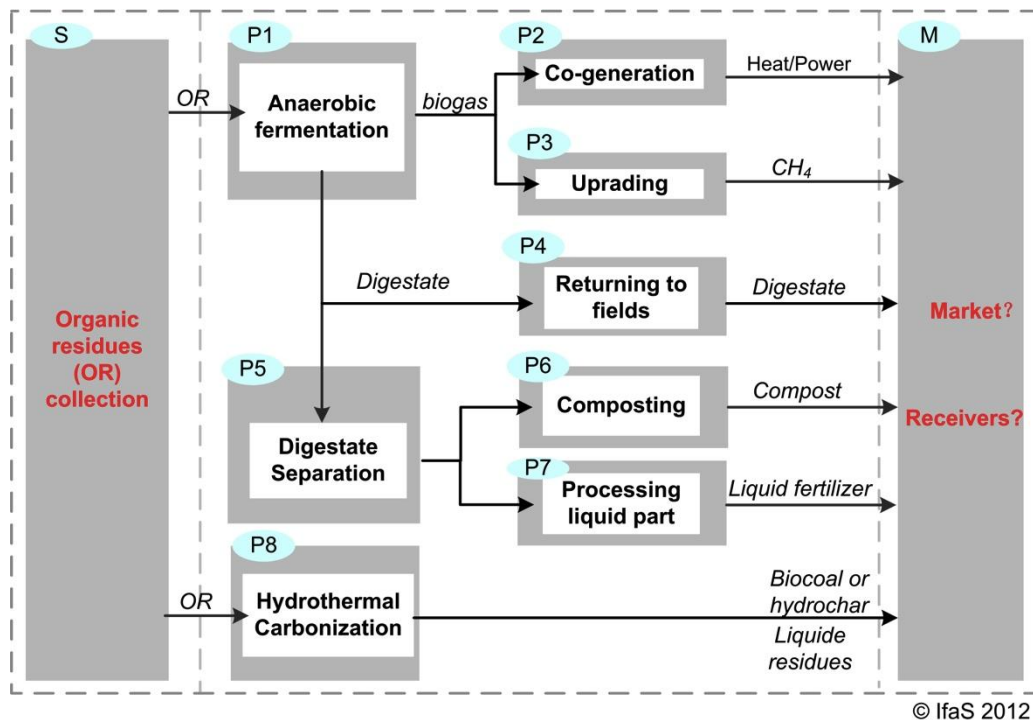 S
P1
P2
M
Co-generation
Heat/Power
OR
Anaerobic
fermentation
biogas
P3
Uprading
CH₄
P4
Digestate
Returning to
fields
Digestate
Organic
residues
(OR)
collection
Market?
P5
P6
Composting
Compost
Receivers?
Digestate
Separation
P7
Processing
liquid part
Liquid fertilizer
P8
OR
Hydrothermal
Carbonization
Biocoal or
hydrochar
Liquide
residues
© IfaS 2012